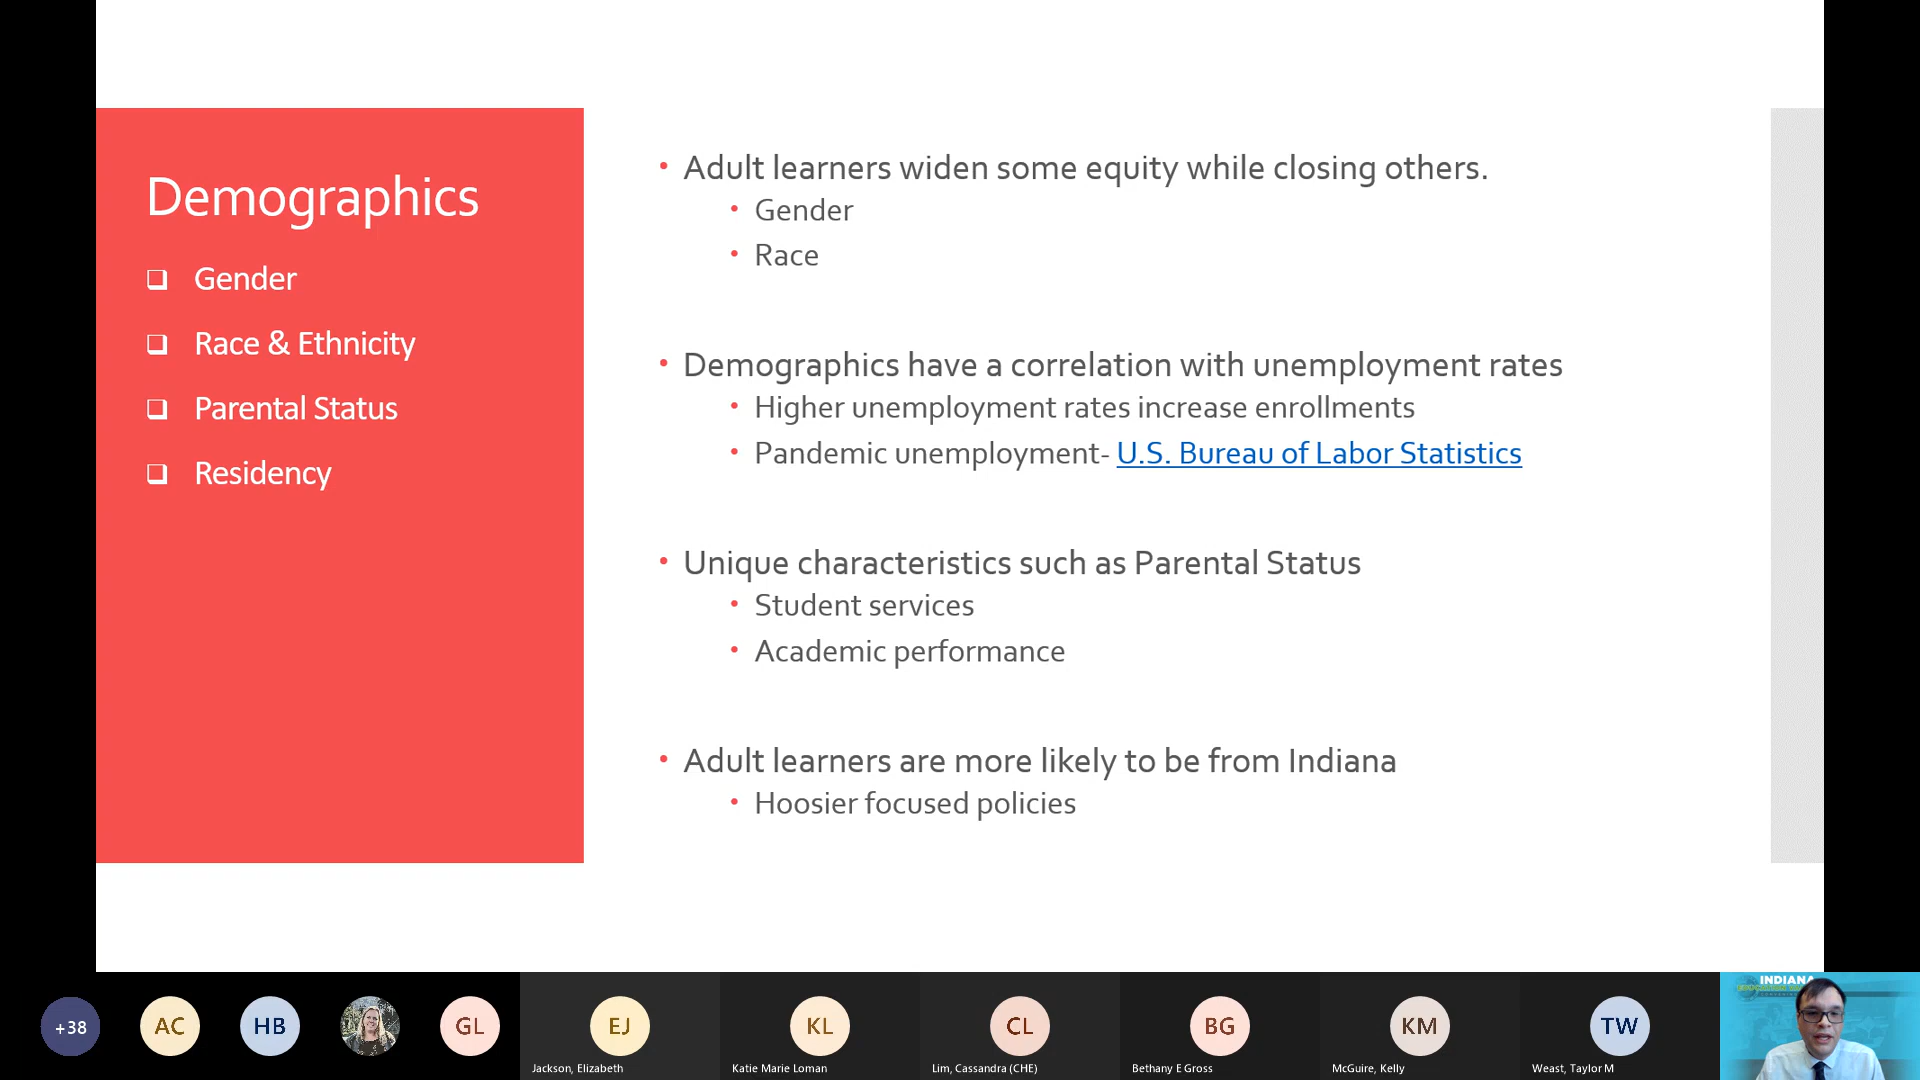 Demographics
❑ Gender
❑ Race & Ethnicity
❑ Parental Status
❑ Residency
• Adult learners widen some equity while closing others.
• Gender
• Race
• Demographics have a correlation with unemployment rates
• Higher unemployment rates increase enrollments
• Pandemic unemployment- U.S. Bureau of Labor Statistics
• Unique characteristics such as Parental Status
• Student services
• Academic performance
• Adult learners are more likely to be from Indiana
• Hoosier focused policies
+38
AC
HB
GL
EJ
Jackson, Elizabeth
KL
Katie Marie Loman
CL
Lim, Cassandra (CHE)
BG
Bethany E Gross
KM
McGuire, Kelly
TW
Weast, Taylor M
INDIANA